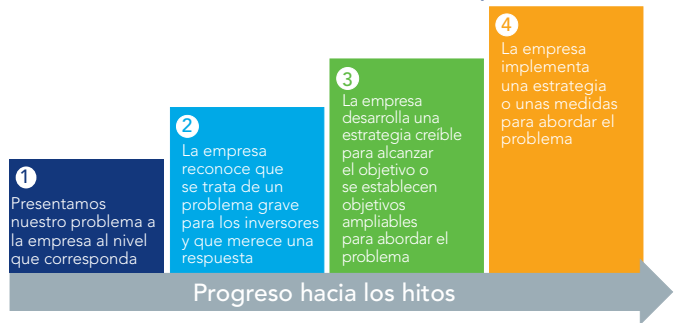 1
Presentamos
nuestro problema a
la empresa al nivel
que corresponda
2
La empresa
reconoce que
se trata de un
problema grave
para los inversores
y que merece una
respuesta
3
La empresa
desarrolla una
estrategia creíble
para alcanzar
el objetivo o
se establecen
objetivos
ampliables
para abordar el
problema
4
La empresa
implementa
una estrategia
o unas medidas
para abordar el
problema
Progreso hacia los hitos